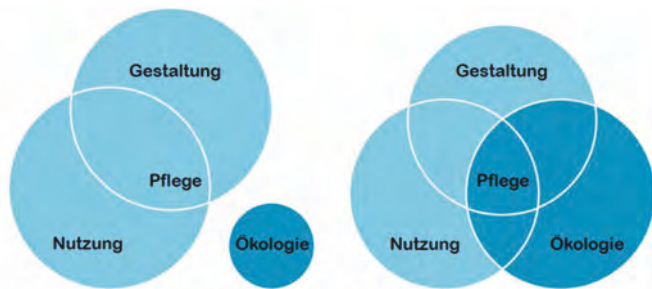 Gestaltung
Pflege
Nutzung
Ökologie
Gestaltung
Pflege
Nutzung
Ökologie